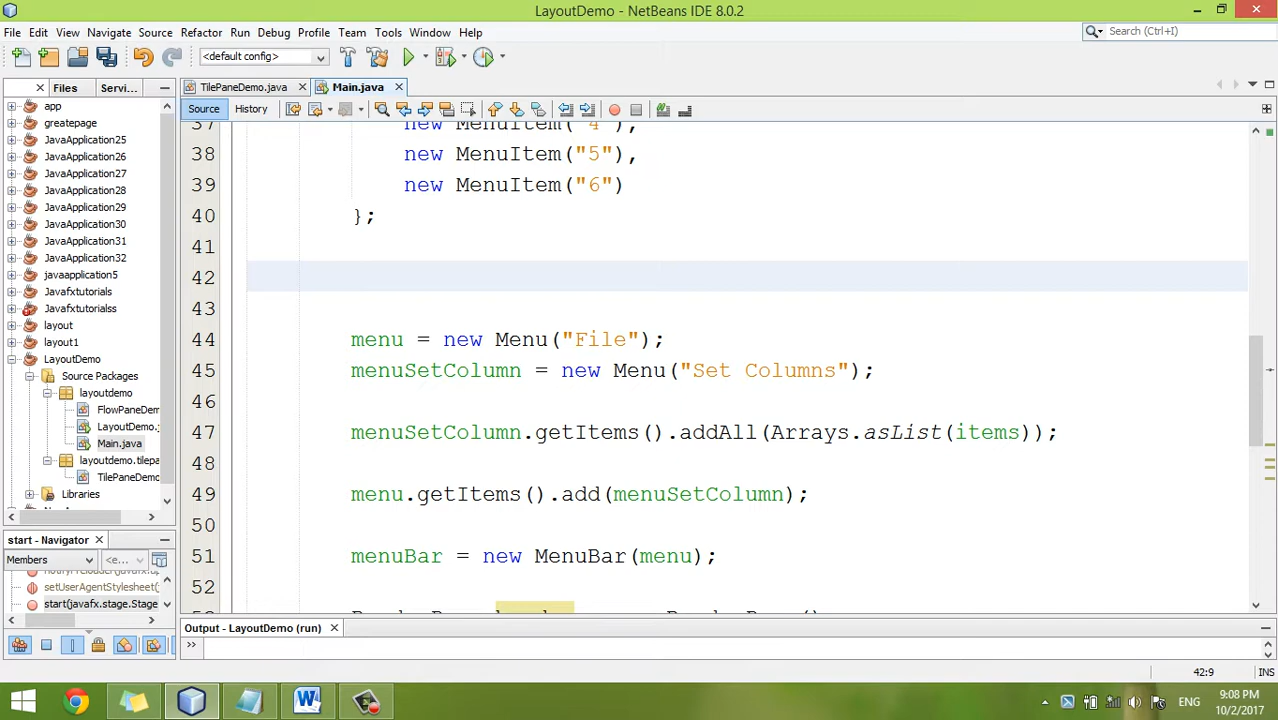 LayoutDemo - NetBeans IDE 8.0.2
File Edit View Navigate Source Refactor Run Debug Profile Team Tools Window Help
Search (Ctrl+I)
<default config>
Files Servi...
TilePaneDemo.java Main.java
Source History
app
greatepage
JavaApplication25
JavaApplication26
JavaApplication27
JavaApplication28
JavaApplication29
JavaApplication30
JavaApplication31
JavaApplication32
javaapplication5
Javafxtutorials
Javafxtutorialss
layout
layout1
LayoutDemo
Source Packages
layoutdemo
FlowPaneDem
LayoutDemo.j
Main.java
layoutdemo.tilepa
TilePaneDemo
Libraries
37 new MenuItem("4"),
38 new MenuItem("5"),
39 new MenuItem("6")
40 };
41
42
43
44 menu = new Menu("File");
45 menuSetColumn = new Menu("Set Columns");
46
47 menuSetColumn.getItems().addAll(Arrays.asList(items));
48
49 menu.getItems().add(menuSetColumn);
50
51 menuBar = new MenuBar(menu);
52
start - Navigator
Members <e...
setUserAgentStylesheet(
start(javafx.stage.Stage
Output - LayoutDemo (run)
>>
42:9 INS
ENG
9:08 PM
10/2/2017